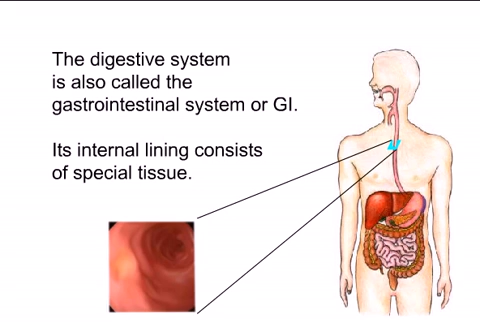 The digestive system
is also called the
gastrointestinal system or GI.
Its internal lining consists
of special tissue.